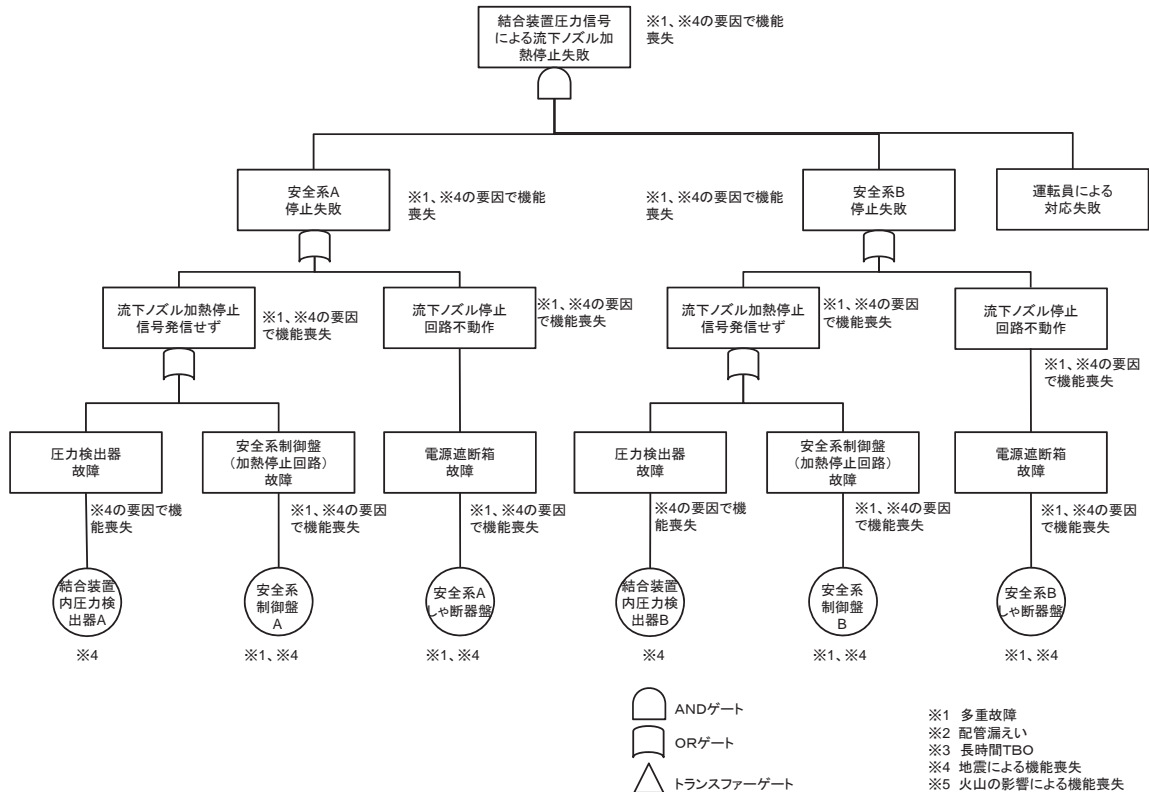 結合装置圧力信号
による流下ノズル加
熱停止失敗
※1、※4の要因で機能
喪失
安全系A
停止失敗
※1、※4の要因で機能
喪失
※1、※4の要因で機能
喪失
安全系B
停止失敗
運転員による
対応失敗
流下ノズル加熱停止
信号発信せず
※1、※4の要因
で機能喪失
流下ノズル停止
回路不動作
※1、※4の要因
で機能喪失
流下ノズル加熱停止
信号発信せず
※1、※4の要因
で機能喪失
流下ノズル停止
回路不動作
※1、※4の要因
で機能喪失
圧力検出器
故障
安全系制御盤
(加熱停止回路)
故障
電源遮断箱
故障
圧力検出器
故障
安全系制御盤
(加熱停止回路)
故障
電源遮断箱
故障
※4の要因で機
能喪失
※1、※4の要因
で機能喪失
※1、※4の要因
で機能喪失
※4の要因で機
能喪失
※1、※4の要因
で機能喪失
※1、※4の要因
で機能喪失
結合装置
内圧力検
出器A
安全系
制御盤
A
安全系A
しゃ断器盤
結合装置
内圧力検
出器B
安全系
制御盤
B
安全系B
しゃ断器盤
※4
※1、※4
※1、※4
※4
※1、※4
※1、※4
ANDゲート
ORゲート
トランスファーゲート
※1 多重故障
※2 配管漏えい
※3 長時間TBO
※4 地震による機能喪失
※5 火山の影響による機能喪失